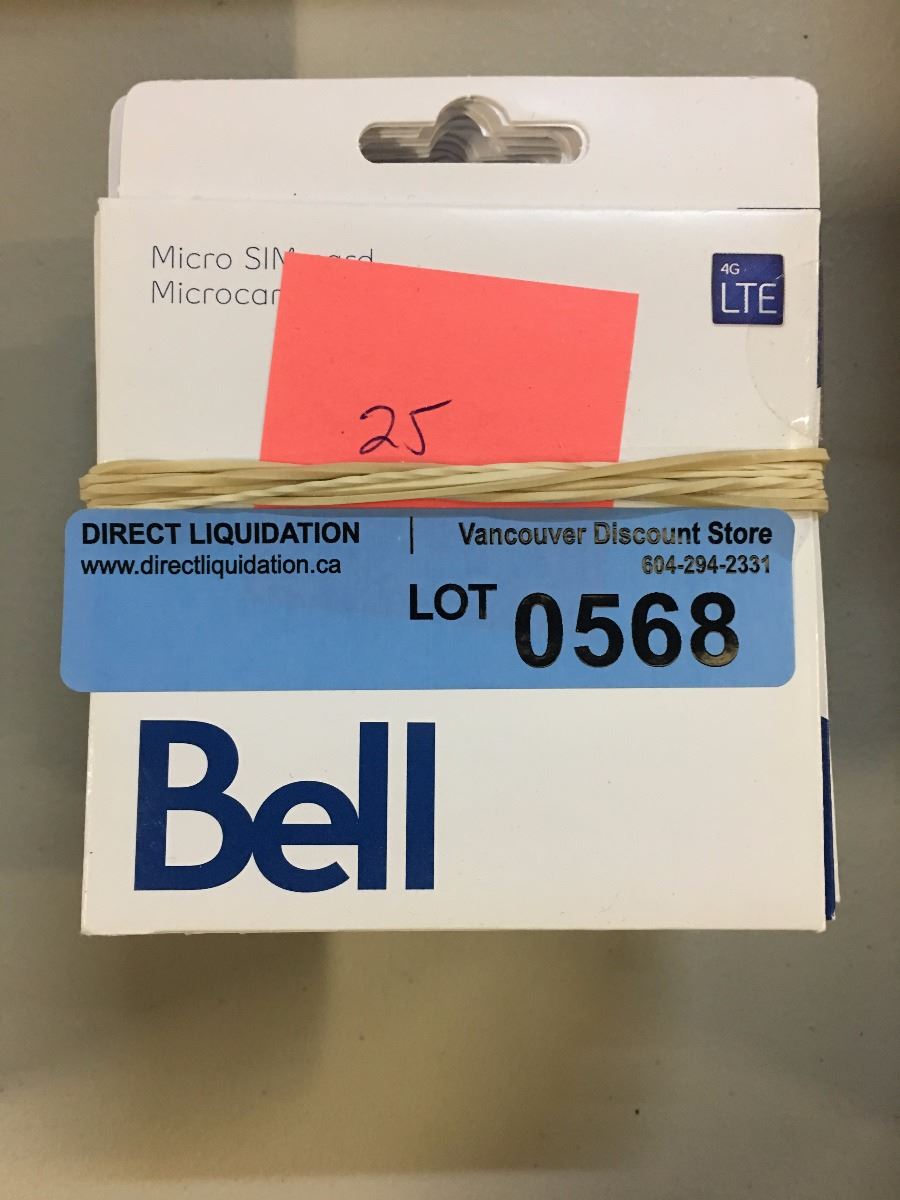 Micro SIM
4G
LTE
25
DIRECT LIQUIDATION
Vancouver Discount Store
www.directliquidation.ca
604-294-2331
LOT 0568
Bell